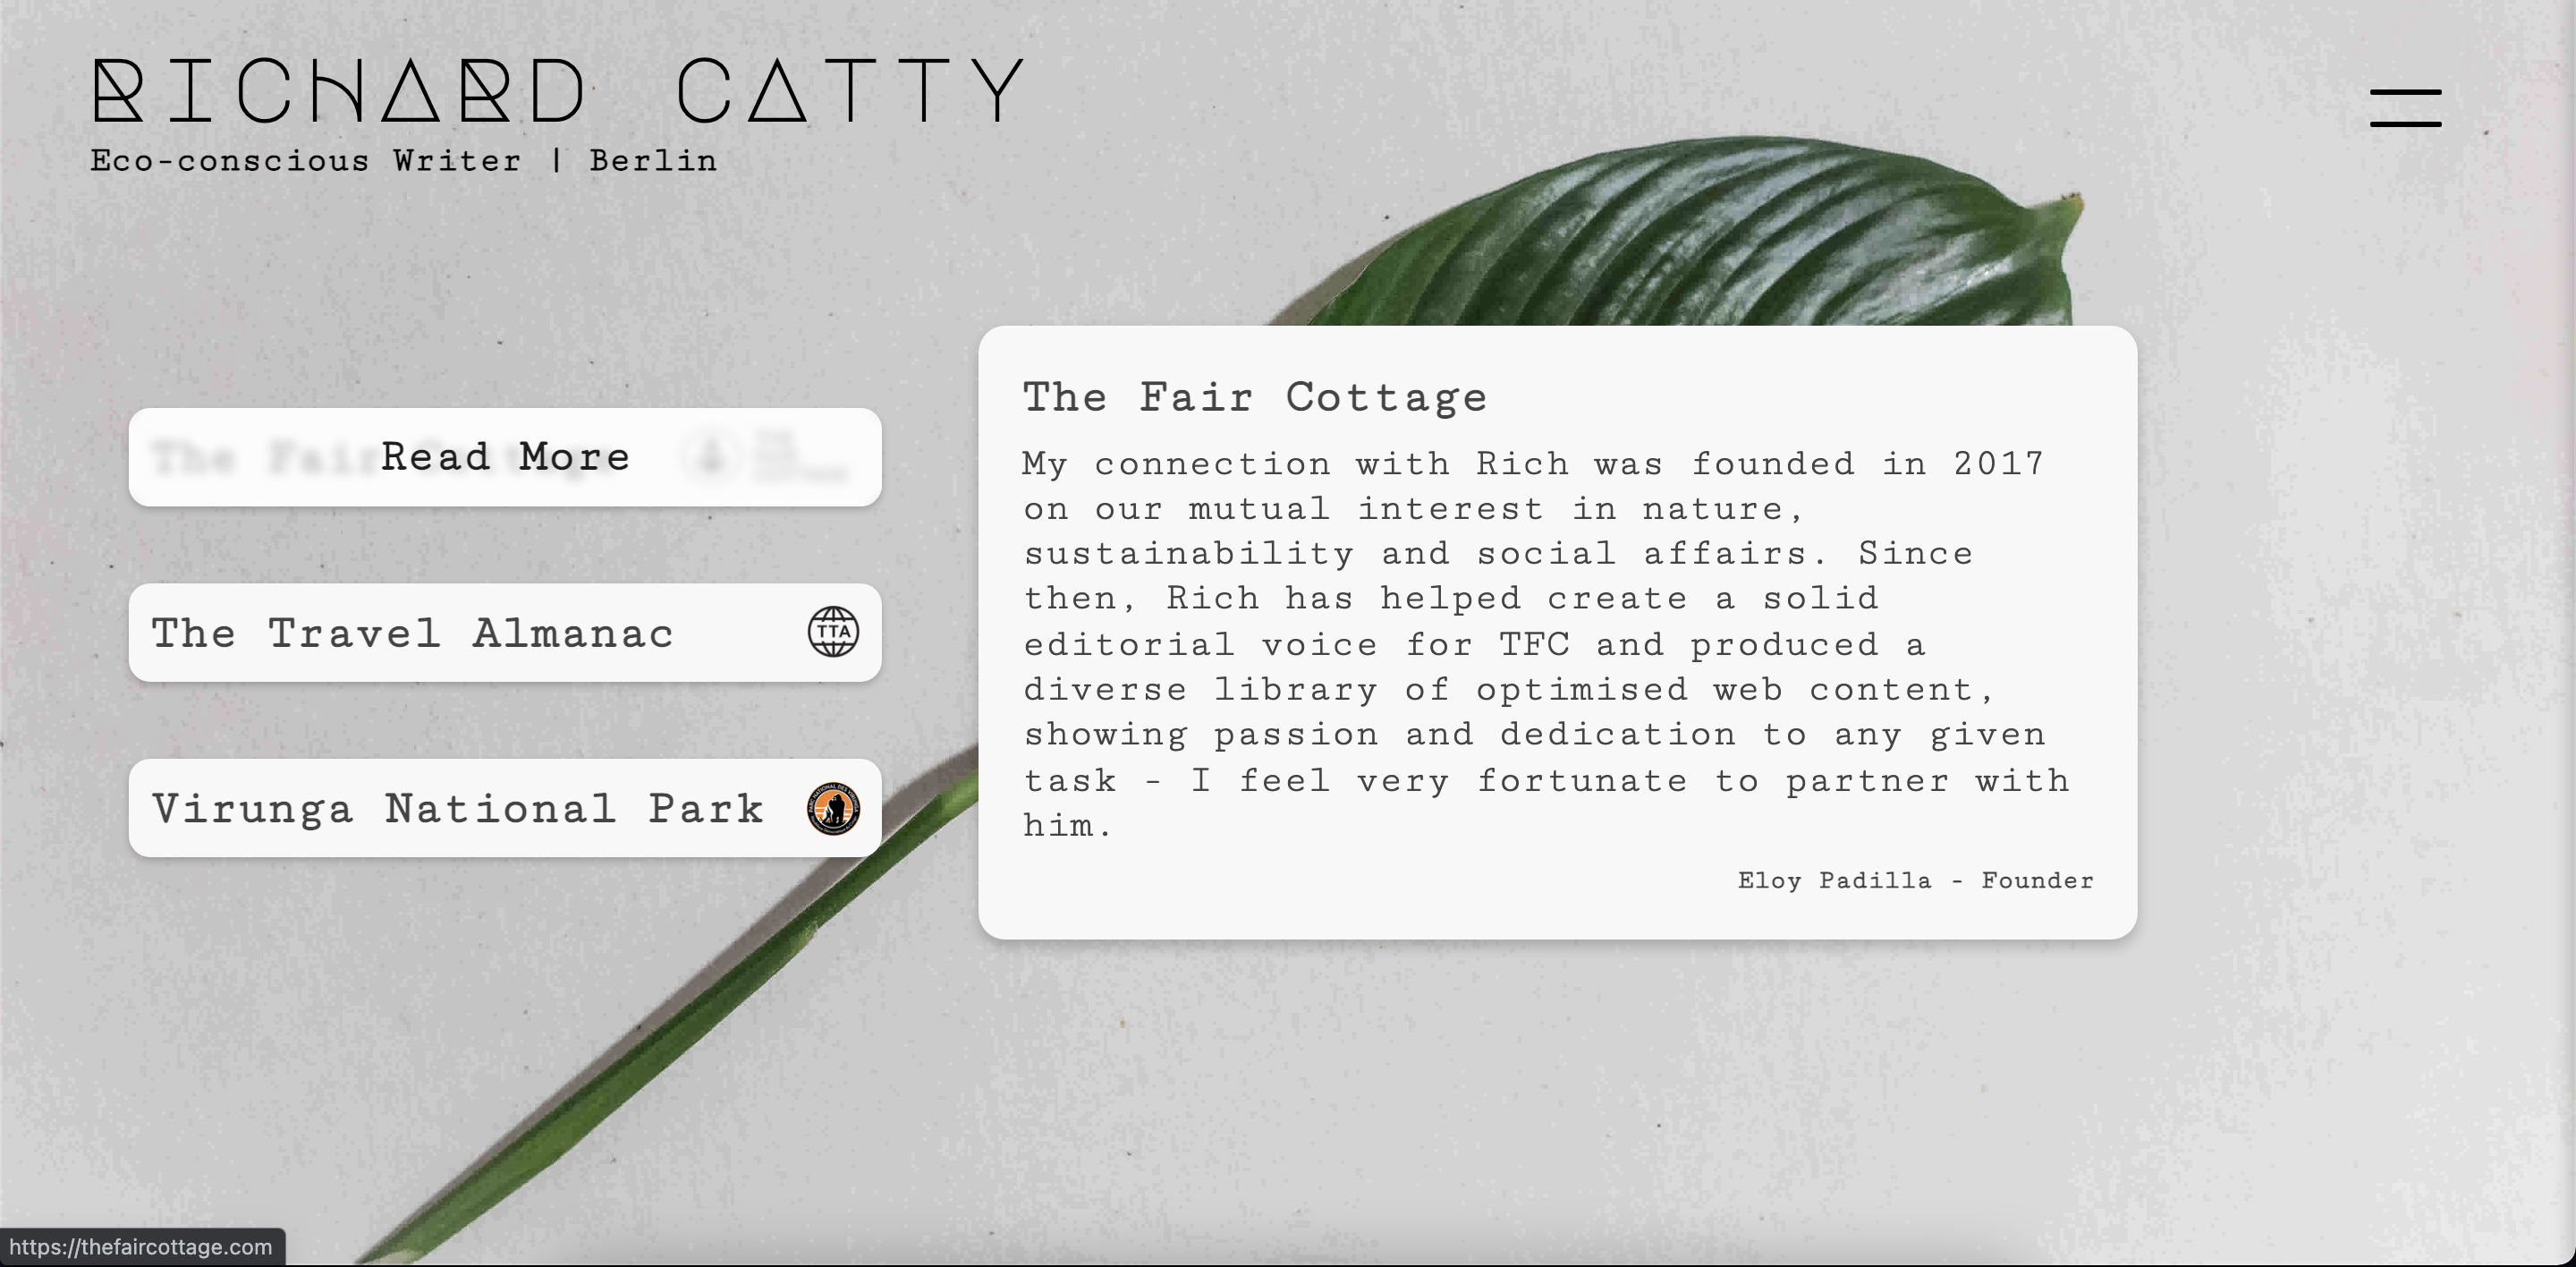 RICHARD CATTY
Eco-conscious Writer | Berlin
The Fair Cottage
Read More
The Travel Almanac
TTA
Virunga National Park
The Fair Cottage
My connection with Rich was founded in 2017
on our mutual interest in nature,
sustainability and social affairs. Since
then, Rich has helped create a solid
editorial voice for TFC and produced a
diverse library of optimised web content,
showing passion and dedication to any given
task - I feel very fortunate to partner with
him.
Eloy Padilla - Founder
https://thefaircottage.com